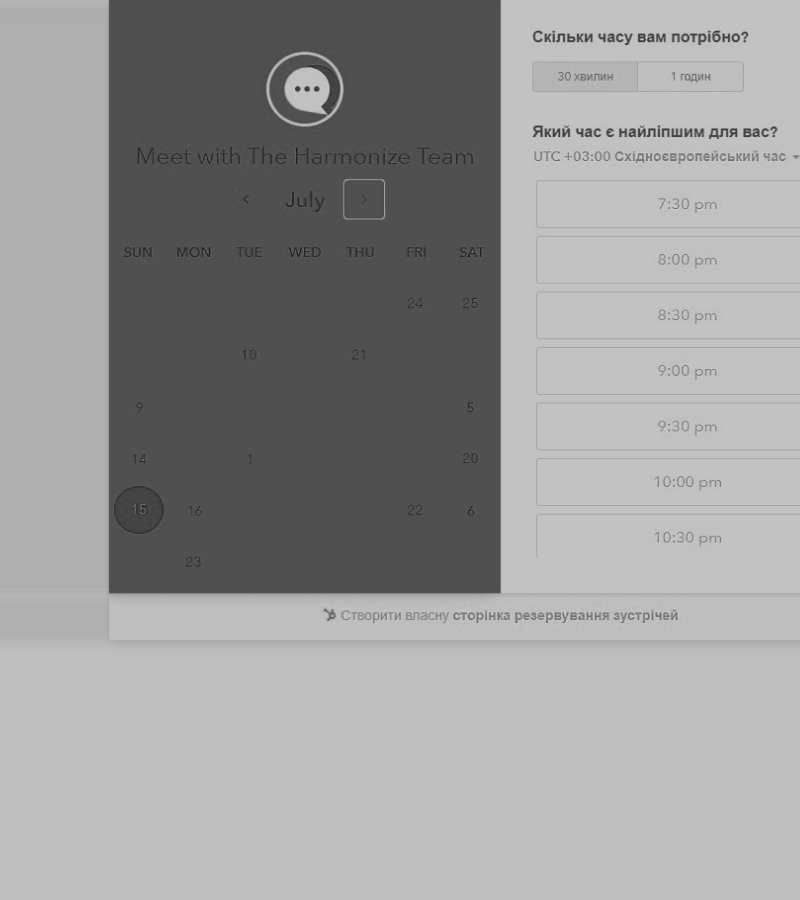 Meet with The Harmonize Team
July
SUN MON TUE WED THU FRI SAT
24 25
10 21
9 5
14 1 20
15 16 22 6
23
Скільки часу вам потрібно?
30 хвилин 1 годин
Який час є найліпшим для вас?
UTC +03:00 Східноєвропейський час
7:30 pm
8:00 pm
8:30 pm
9:00 pm
9:30 pm
10:00 pm
10:30 pm
Створити власну сторінка резервування зустрічей